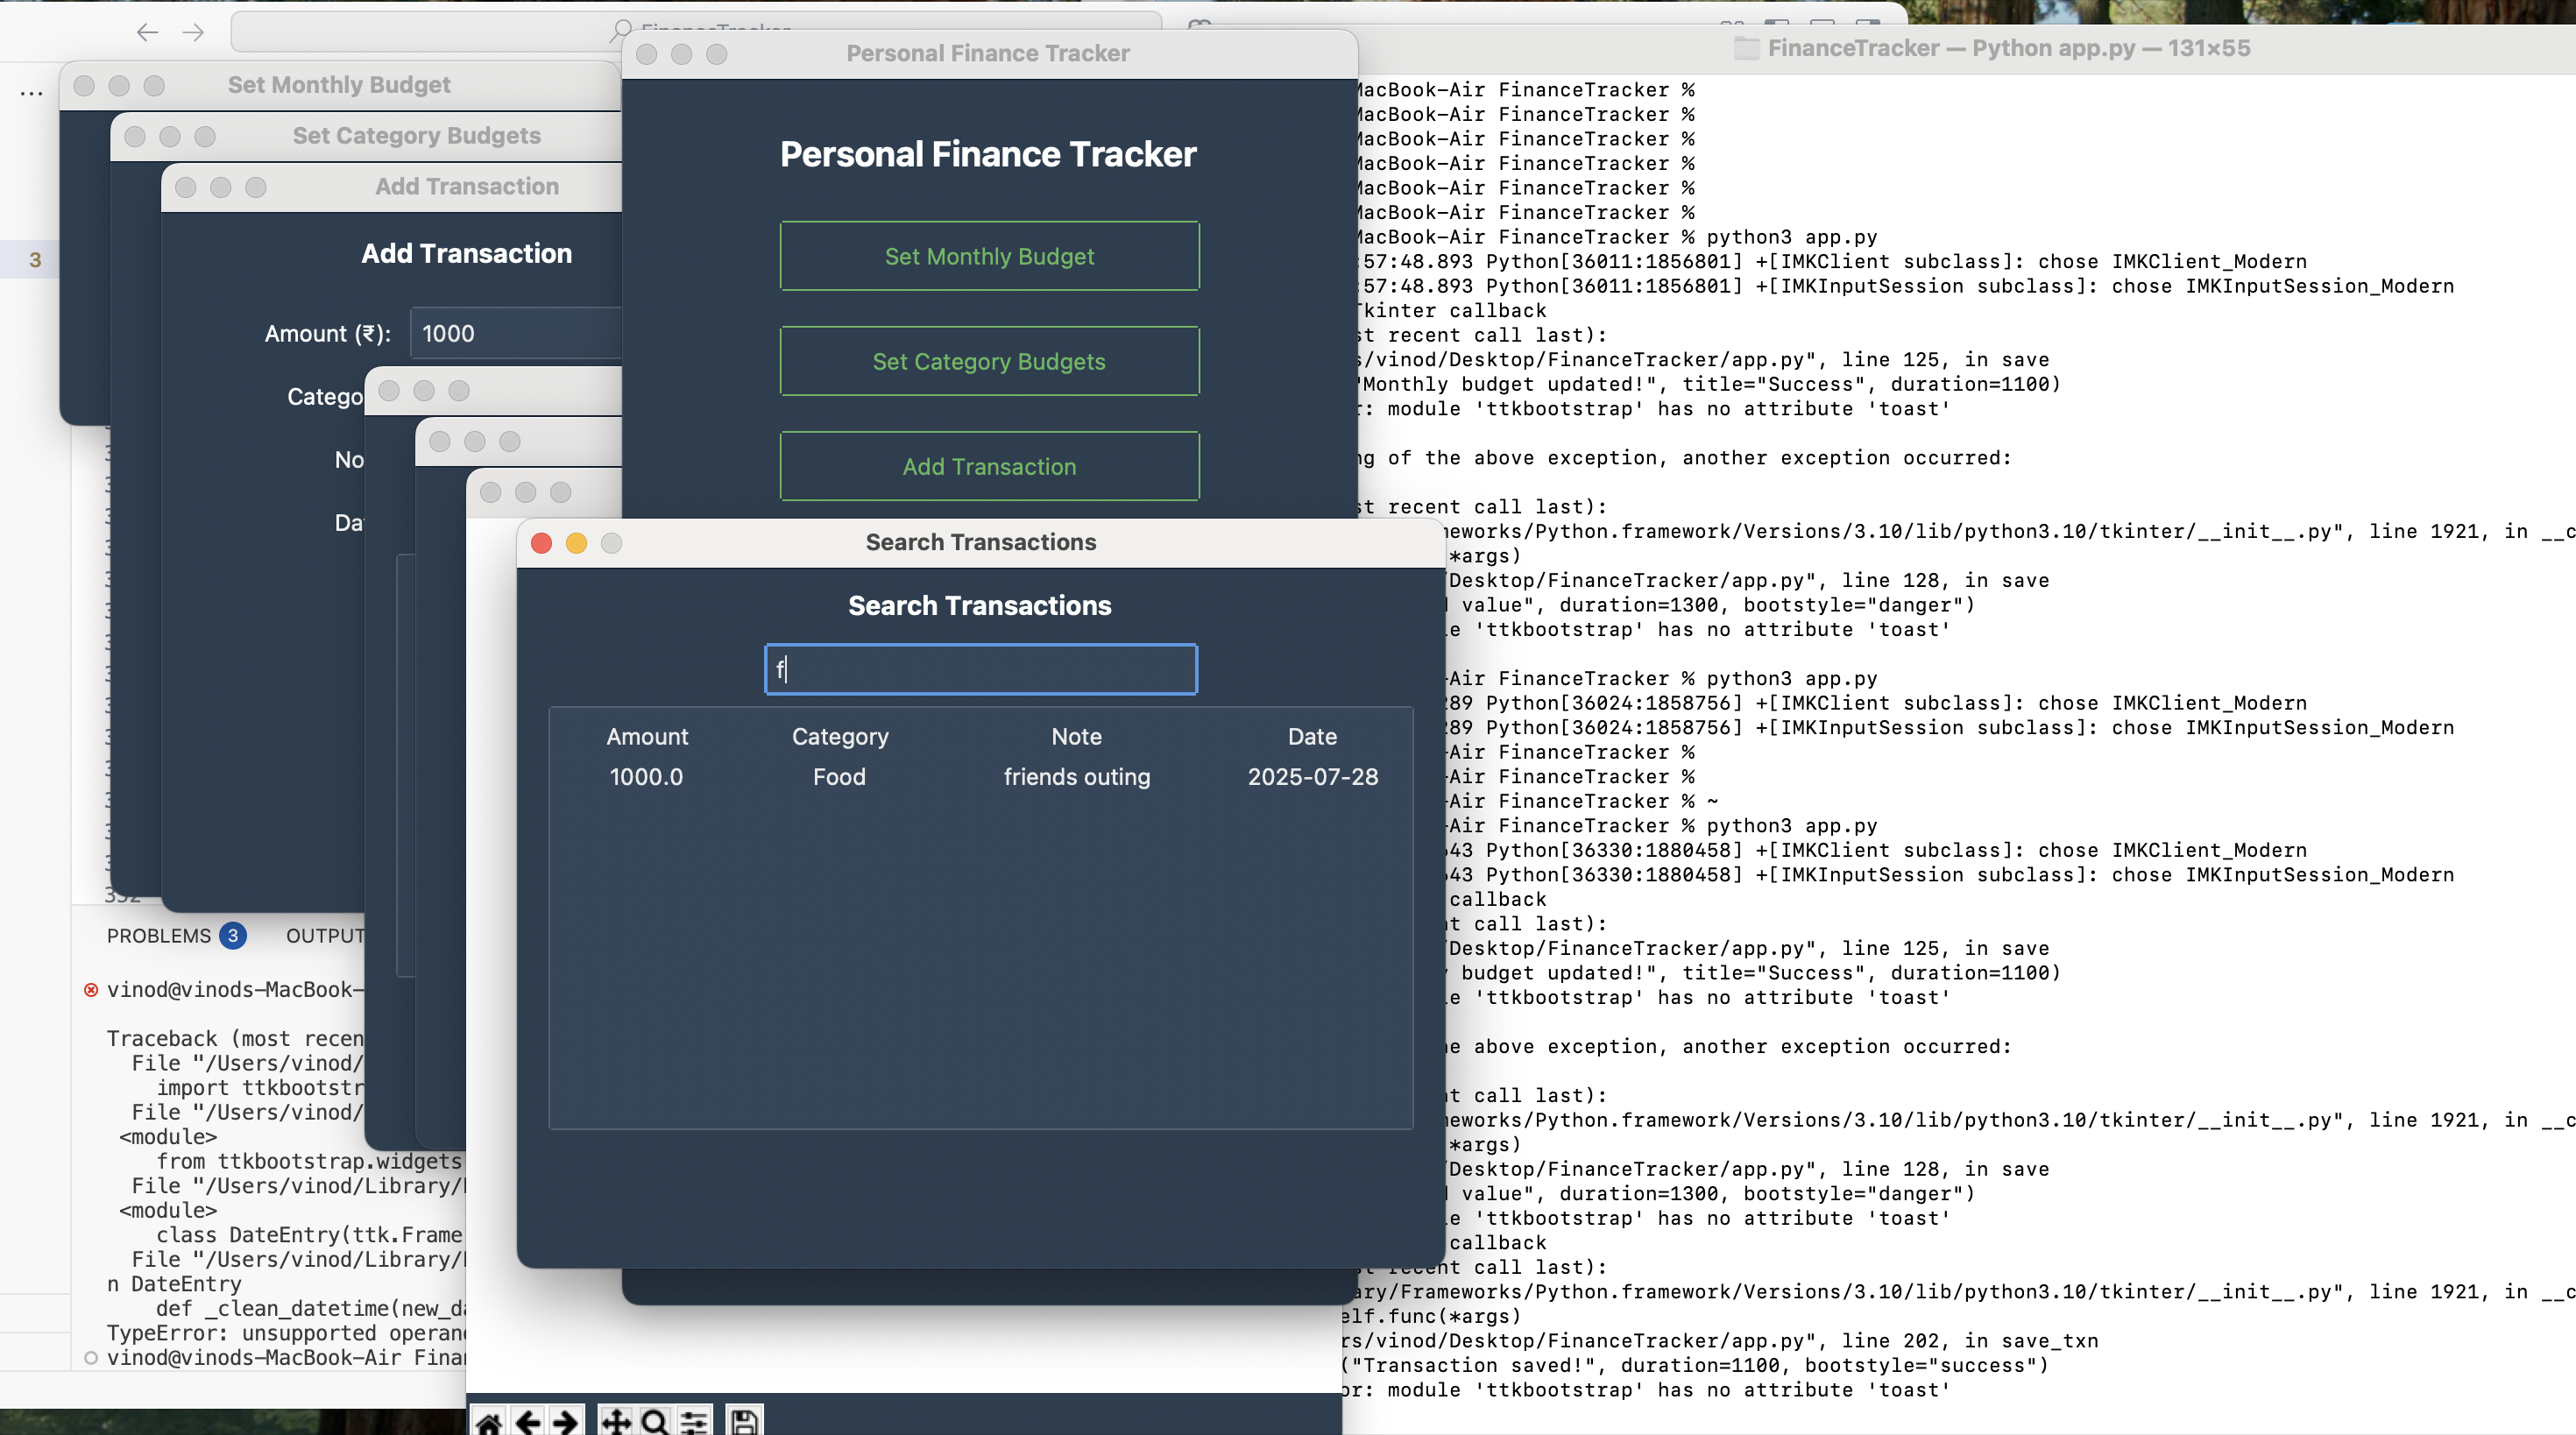 FinanceTracker
Set Monthly Budget
Set Category Budgets
Add Transaction
Add Transaction
Amount (₹):
1000
Catego
No
Da
3
Personal Finance Tracker
Personal Finance Tracker
Set Monthly Budget
Set Category Budgets
Add Transaction
Search Transactions
Search Transactions
f
Amount Category Note Date
1000.0 Food friends outing 2025-07-28
352
PROBLEMS 3 OUTPUT
vinod@vinods-MacBook-
Traceback (most recen
File "/Users/vinod/
import ttkbootstr
File "/Users/vinod/
<module>
from ttkbootstrap.widgets
File "/Users/vinod/Library/
<module>
class DateEntry(ttk.Frame
File "/Users/vinod/Library/
n DateEntry
def _clean_datetime(new_da
TypeError: unsupported operand
vinod@vinods-MacBook-Air Finan
FinanceTracker — Python app.py — 131×55
MacBook-Air FinanceTracker %
MacBook-Air FinanceTracker %
MacBook-Air FinanceTracker %
MacBook-Air FinanceTracker %
MacBook-Air FinanceTracker %
MacBook-Air FinanceTracker %
MacBook-Air FinanceTracker % python3 app.py
:57:48.893 Python[36011:1856801] +[IMKClient subclass]: chose IMKClient_Modern
:57:48.893 Python[36011:1856801] +[IMKInputSession subclass]: chose IMKInputSession_Modern
Tkinter callback
st recent call last):
s/vinod/Desktop/FinanceTracker/app.py", line 125, in save
"Monthly budget updated!", title="Success", duration=1100)
r: module 'ttkbootstrap' has no attribute 'toast'
ng of the above exception, another exception occurred:
st recent call last):
eworks/Python.framework/Versions/3.10/lib/python3.10/tkinter/__init__.py", line 1921, in __c
*args)
Desktop/FinanceTracker/app.py", line 128, in save
value", duration=1300, bootstyle="danger")
e 'ttkbootstrap' has no attribute 'toast'
-Air FinanceTracker % python3 app.py
289 Python[36024:1858756] +[IMKClient subclass]: chose IMKClient_Modern
289 Python[36024:1858756] +[IMKInputSession subclass]: chose IMKInputSession_Modern
-Air FinanceTracker %
-Air FinanceTracker %
-Air FinanceTracker % ~
-Air FinanceTracker % python3 app.py
643 Python[36330:1880458] +[IMKClient subclass]: chose IMKClient_Modern
643 Python[36330:1880458] +[IMKInputSession subclass]: chose IMKInputSession_Modern
callback
t call last):
Desktop/FinanceTracker/app.py", line 125, in save
y budget updated!", title="Success", duration=1100)
e 'ttkbootstrap' has no attribute 'toast'
e above exception, another exception occurred:
t call last):
eworks/Python.framework/Versions/3.10/lib/python3.10/tkinter/__init__.py", line 1921, in __c
*args)
Desktop/FinanceTracker/app.py", line 128, in save
value", duration=1300, bootstyle="danger")
e 'ttkbootstrap' has no attribute 'toast'
callback
st recent call last):
ary/Frameworks/Python.framework/Versions/3.10/lib/python3.10/tkinter/__init__.py", line 1921, in __c
elf.func(*args)
rs/vinod/Desktop/FinanceTracker/app.py", line 202, in save_txn
("Transaction saved!", duration=1100, bootstyle="success")
or: module 'ttkbootstrap' has no attribute 'toast'